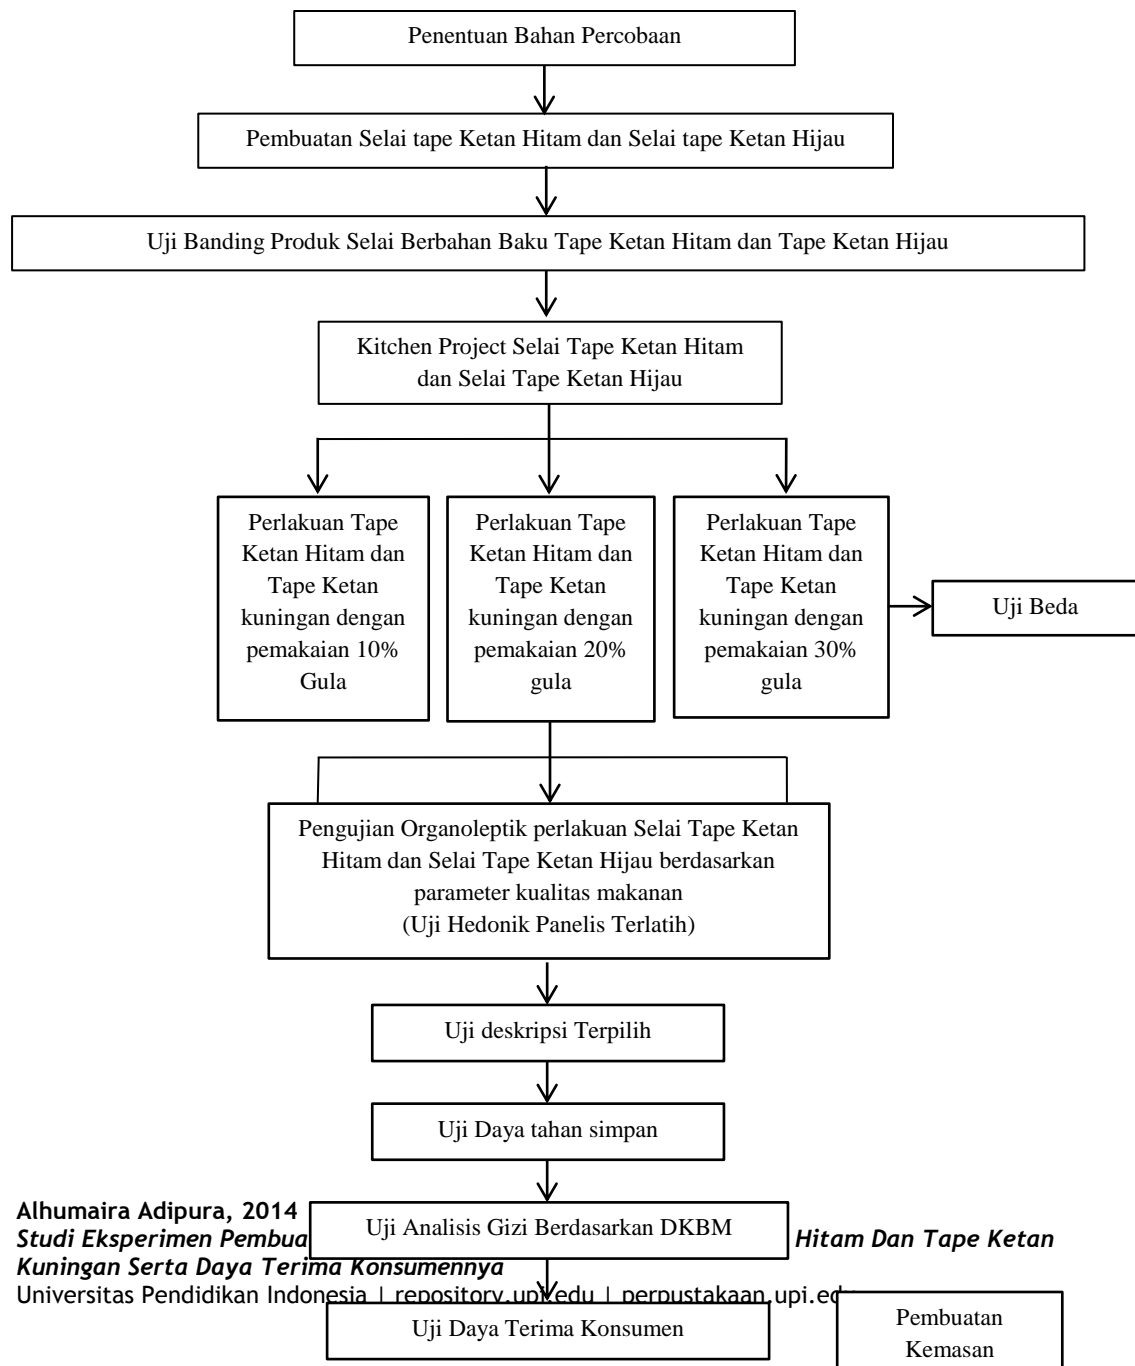 Penentuan Bahan Percobaan
Pembuatan Selai tape Ketan Hitam dan Selai tape Ketan Hijau
Uji Banding Produk Selai Berbahan Baku Tape Ketan Hitam dan Tape Ketan Hijau
Kitchen Project Selai Tape Ketan Hitam
dan Selai Tape Ketan Hijau
Perlakuan Tape
Ketan Hitam dan
Tape Ketan
kuningan dengan
pemakaian 10%
Gula
Perlakuan Tape
Ketan Hitam dan
Tape Ketan
kuningan dengan
pemakaian 20%
gula
Perlakuan Tape
Ketan Hitam dan
Tape Ketan
kuningan dengan
pemakaian 30%
gula
Uji Beda
Pengujian Organoleptik perlakuan Selai Tape Ketan
Hitam dan Selai Tape Ketan Hijau berdasarkan
parameter kualitas makanan
(Uji Hedonik Panelis Terlatih)
Uji deskripsi Terpilih
Uji Daya tahan simpan
Uji Analisis Gizi Berdasarkan DKBM
Alhumaira Adipura, 2014
Studi Eksperimen Pembua Hitam Dan Tape Ketan
Kuningan Serta Daya Terima Konsumennya
Universitas Pendidikan Indonesia | repository.upi.edu | perpustakaan.upi.edu
Uji Daya Terima Konsumen
Pembuatan
Kemasan